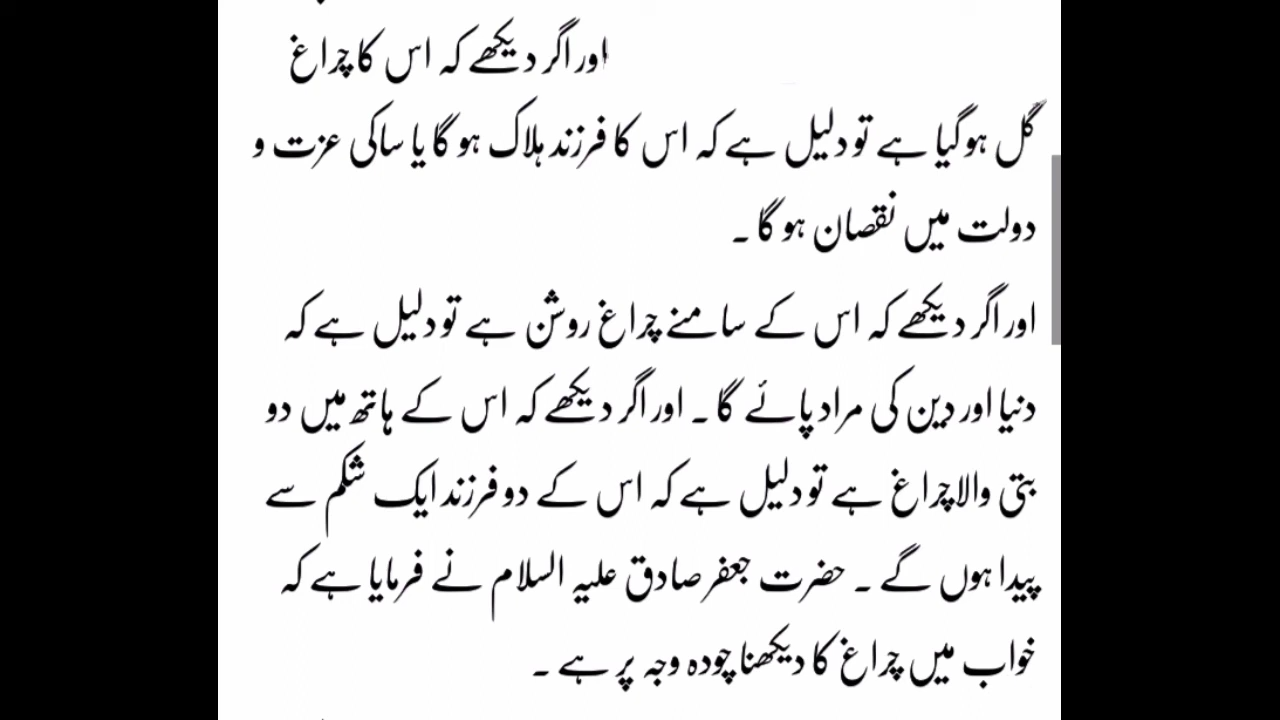 اور اگر دیکھے کہ اس کا چراغ
گل ہوگیا ہے تو دلیل ہے کہ اس کا فرزند ہلاک ہو گا یا ساکی عزت و
دولت میں نقصان ہو گا ۔
اور اگر دیکھے کہ اس کے سامنے چراغ روشن ہے تو دلیل ہے کہ
دنیا اور دین کی مراد پائے گا ۔ اور اگر دیکھے کہ اس کے ہاتھ میں دو
بتی والا چراغ ہے تو دلیل ہے کہ اس کے دو فرزند ایک شکم سے
پیدا ہوں گے ۔ حضرت جعفر صادق علیہ السلام نے فرمایا ہے کہ
خواب میں چراغ کا دیکھنا چودہ وجہ پر ہے ۔